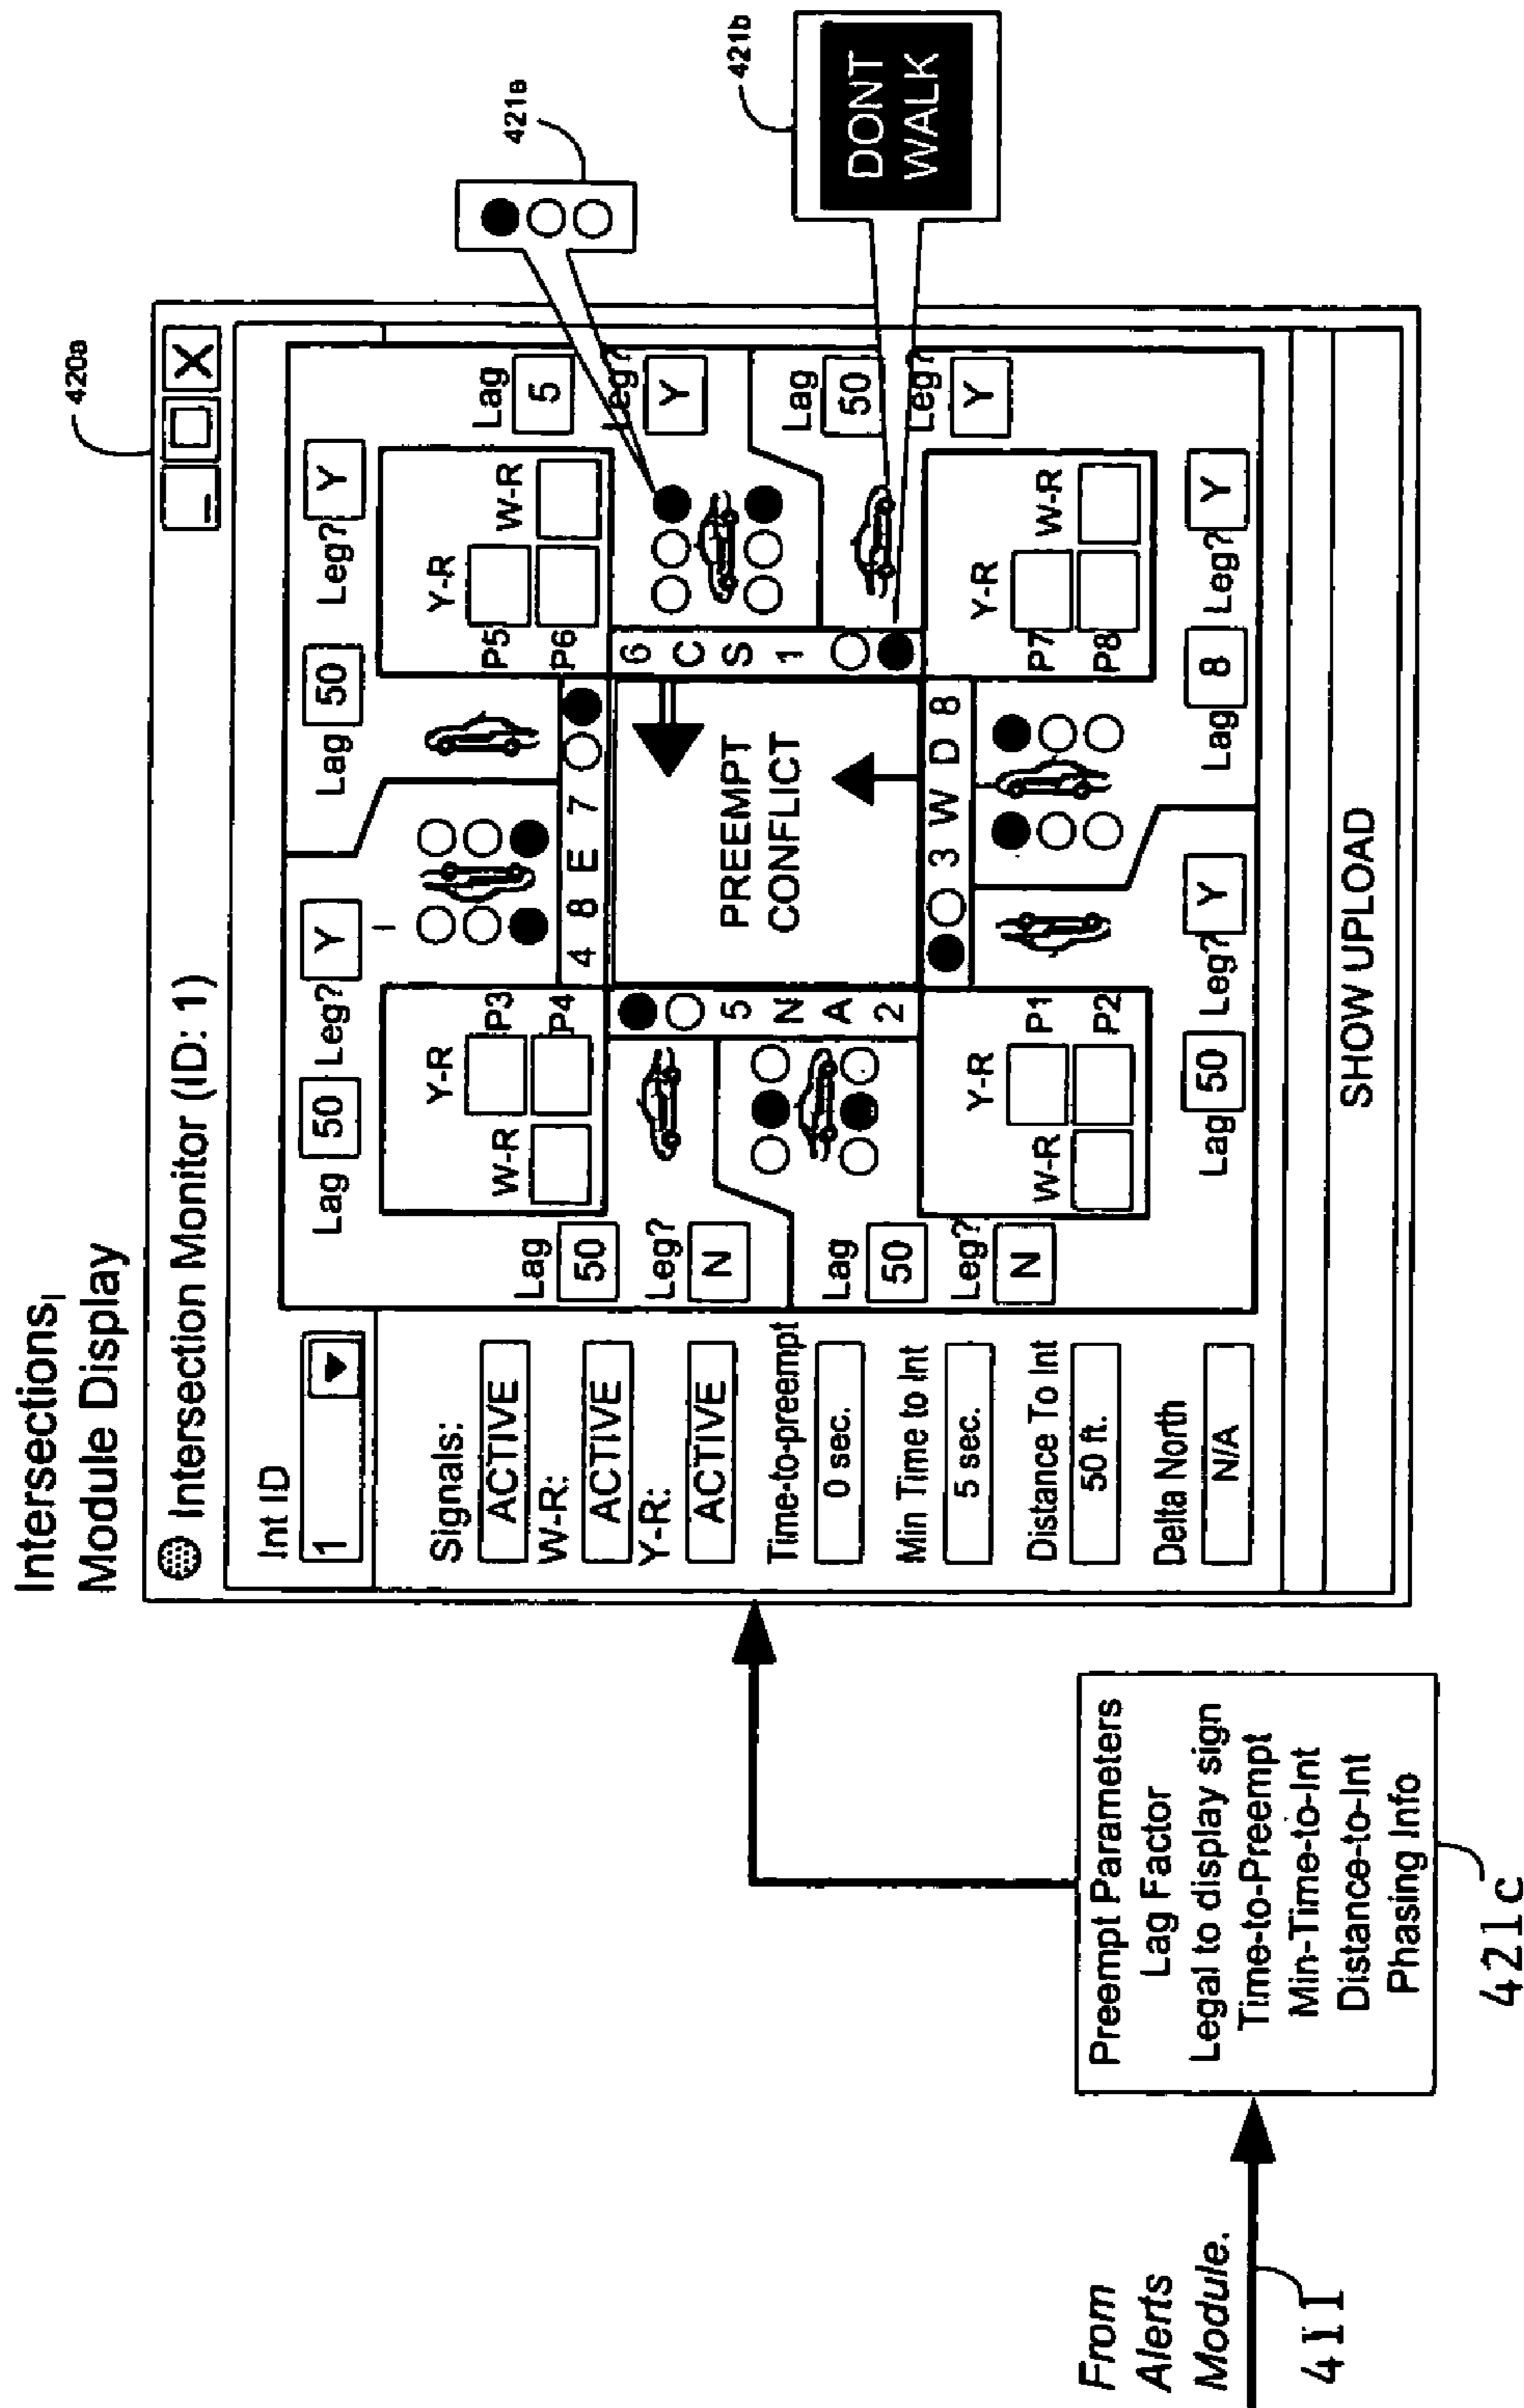 Intersections,
Module Display
420a
Intersection Monitor (ID: 1)
Int ID
1
Signals:
ACTIVE
W-R:
ACTIVE
Y-R:
ACTIVE
Time-to-preempt
0 sec.
Min Time to Int
5 sec.
Distance To Int
50 ft.
Delta North
N/A
Lag 50 Leg? Y
Lag 50 Leg? Y
Y-R
W-R
P3
P4
Y-R
P5
P6
W-R
Lag
50
Leg?
N
Lag
50
Leg?
N
4 8 E 7
5 N A 2
6 C S 1
3 W D 8
PREEMPT
CONFLICT
Lag
5
Leg?
Y
Lag
50
Leg?
Y
Y-R
W-R
P1
P2
Y-R
P7
P8
W-R
Lag 50 Leg? Y
Lag 8 Leg? Y
SHOW UPLOAD
421a
421b
DONT
WALK
Preempt Parameters
Lag Factor
Legal to display sign
Time-to-Preempt
Min-Time-to-Int
Distance-to-Int
Phasing Info
421c
From
Alerts
Module.
411